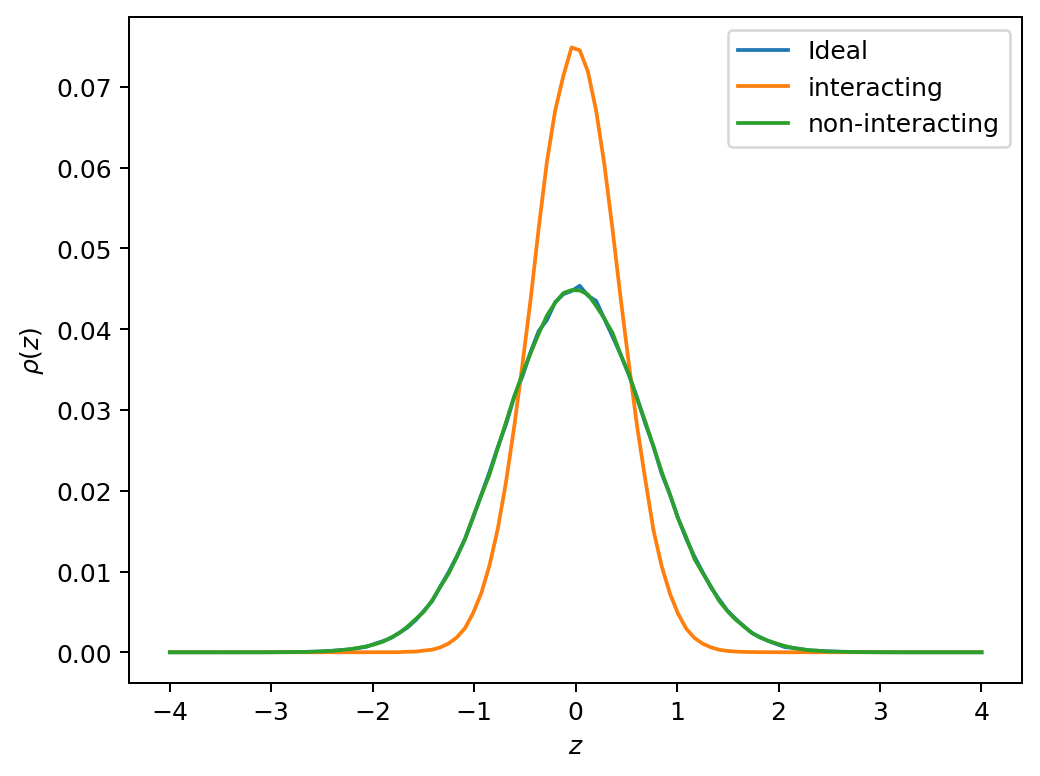 Ideal
interacting
non-interacting
0.07
0.06
0.05
0.04
0.03
0.02
0.01
0.00
ρ(z)
−4 −3 −2 −1 0 1 2 3 4
z